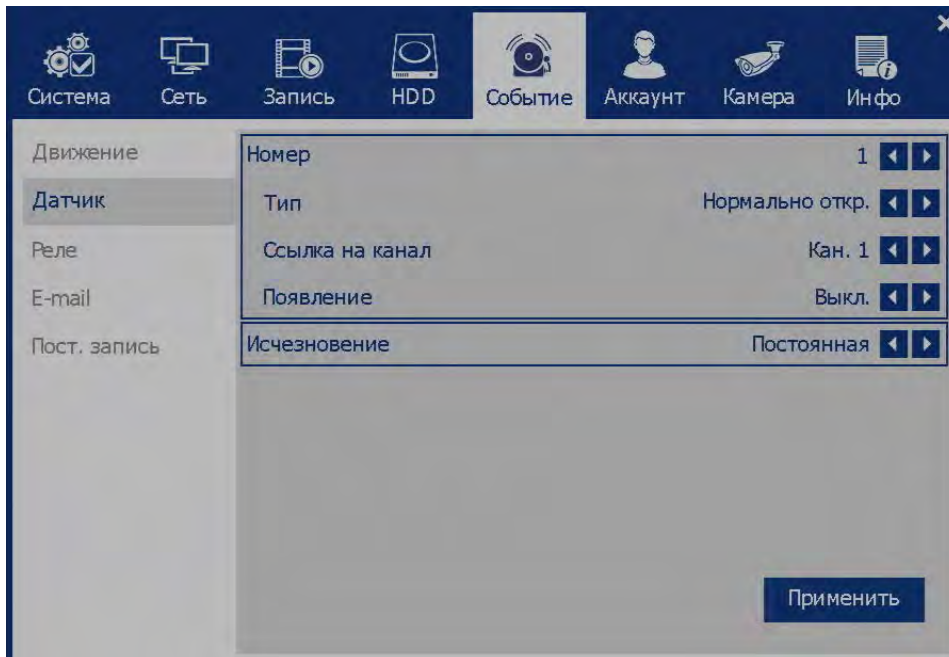 Система Сеть Запись HDD Событие Аккаунт Камера Инфо
Движение
Датчик
Реле
E-mail
Пост. запись
Номер 1
Тип Нормально откр.
Ссылка на канал Кан. 1
Появление Выкл.
Исчезновение Постоянная
Применить